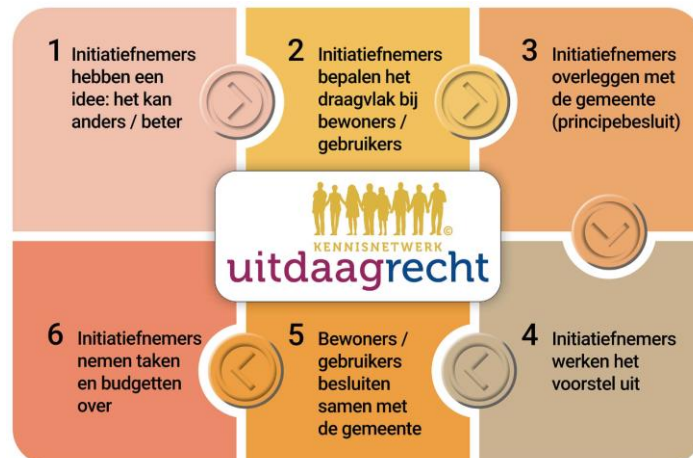 1 Initiatiefnemers
hebben een
idee: het kan
anders / beter
2 Initiatiefnemers
bepalen het
draagvlak bij
bewoners /
gebruikers
3 Initiatiefnemers
overleggen met
de gemeente
(principebesluit)
©
KENNISNETWERK
uitdaagrecht
4 Initiatiefnemers
werken het
voorstel uit
5 Bewoners /
gebruikers
besluiten
samen met
de gemeente
6 Initiatiefnemers
nemen taken
en budgetten
over